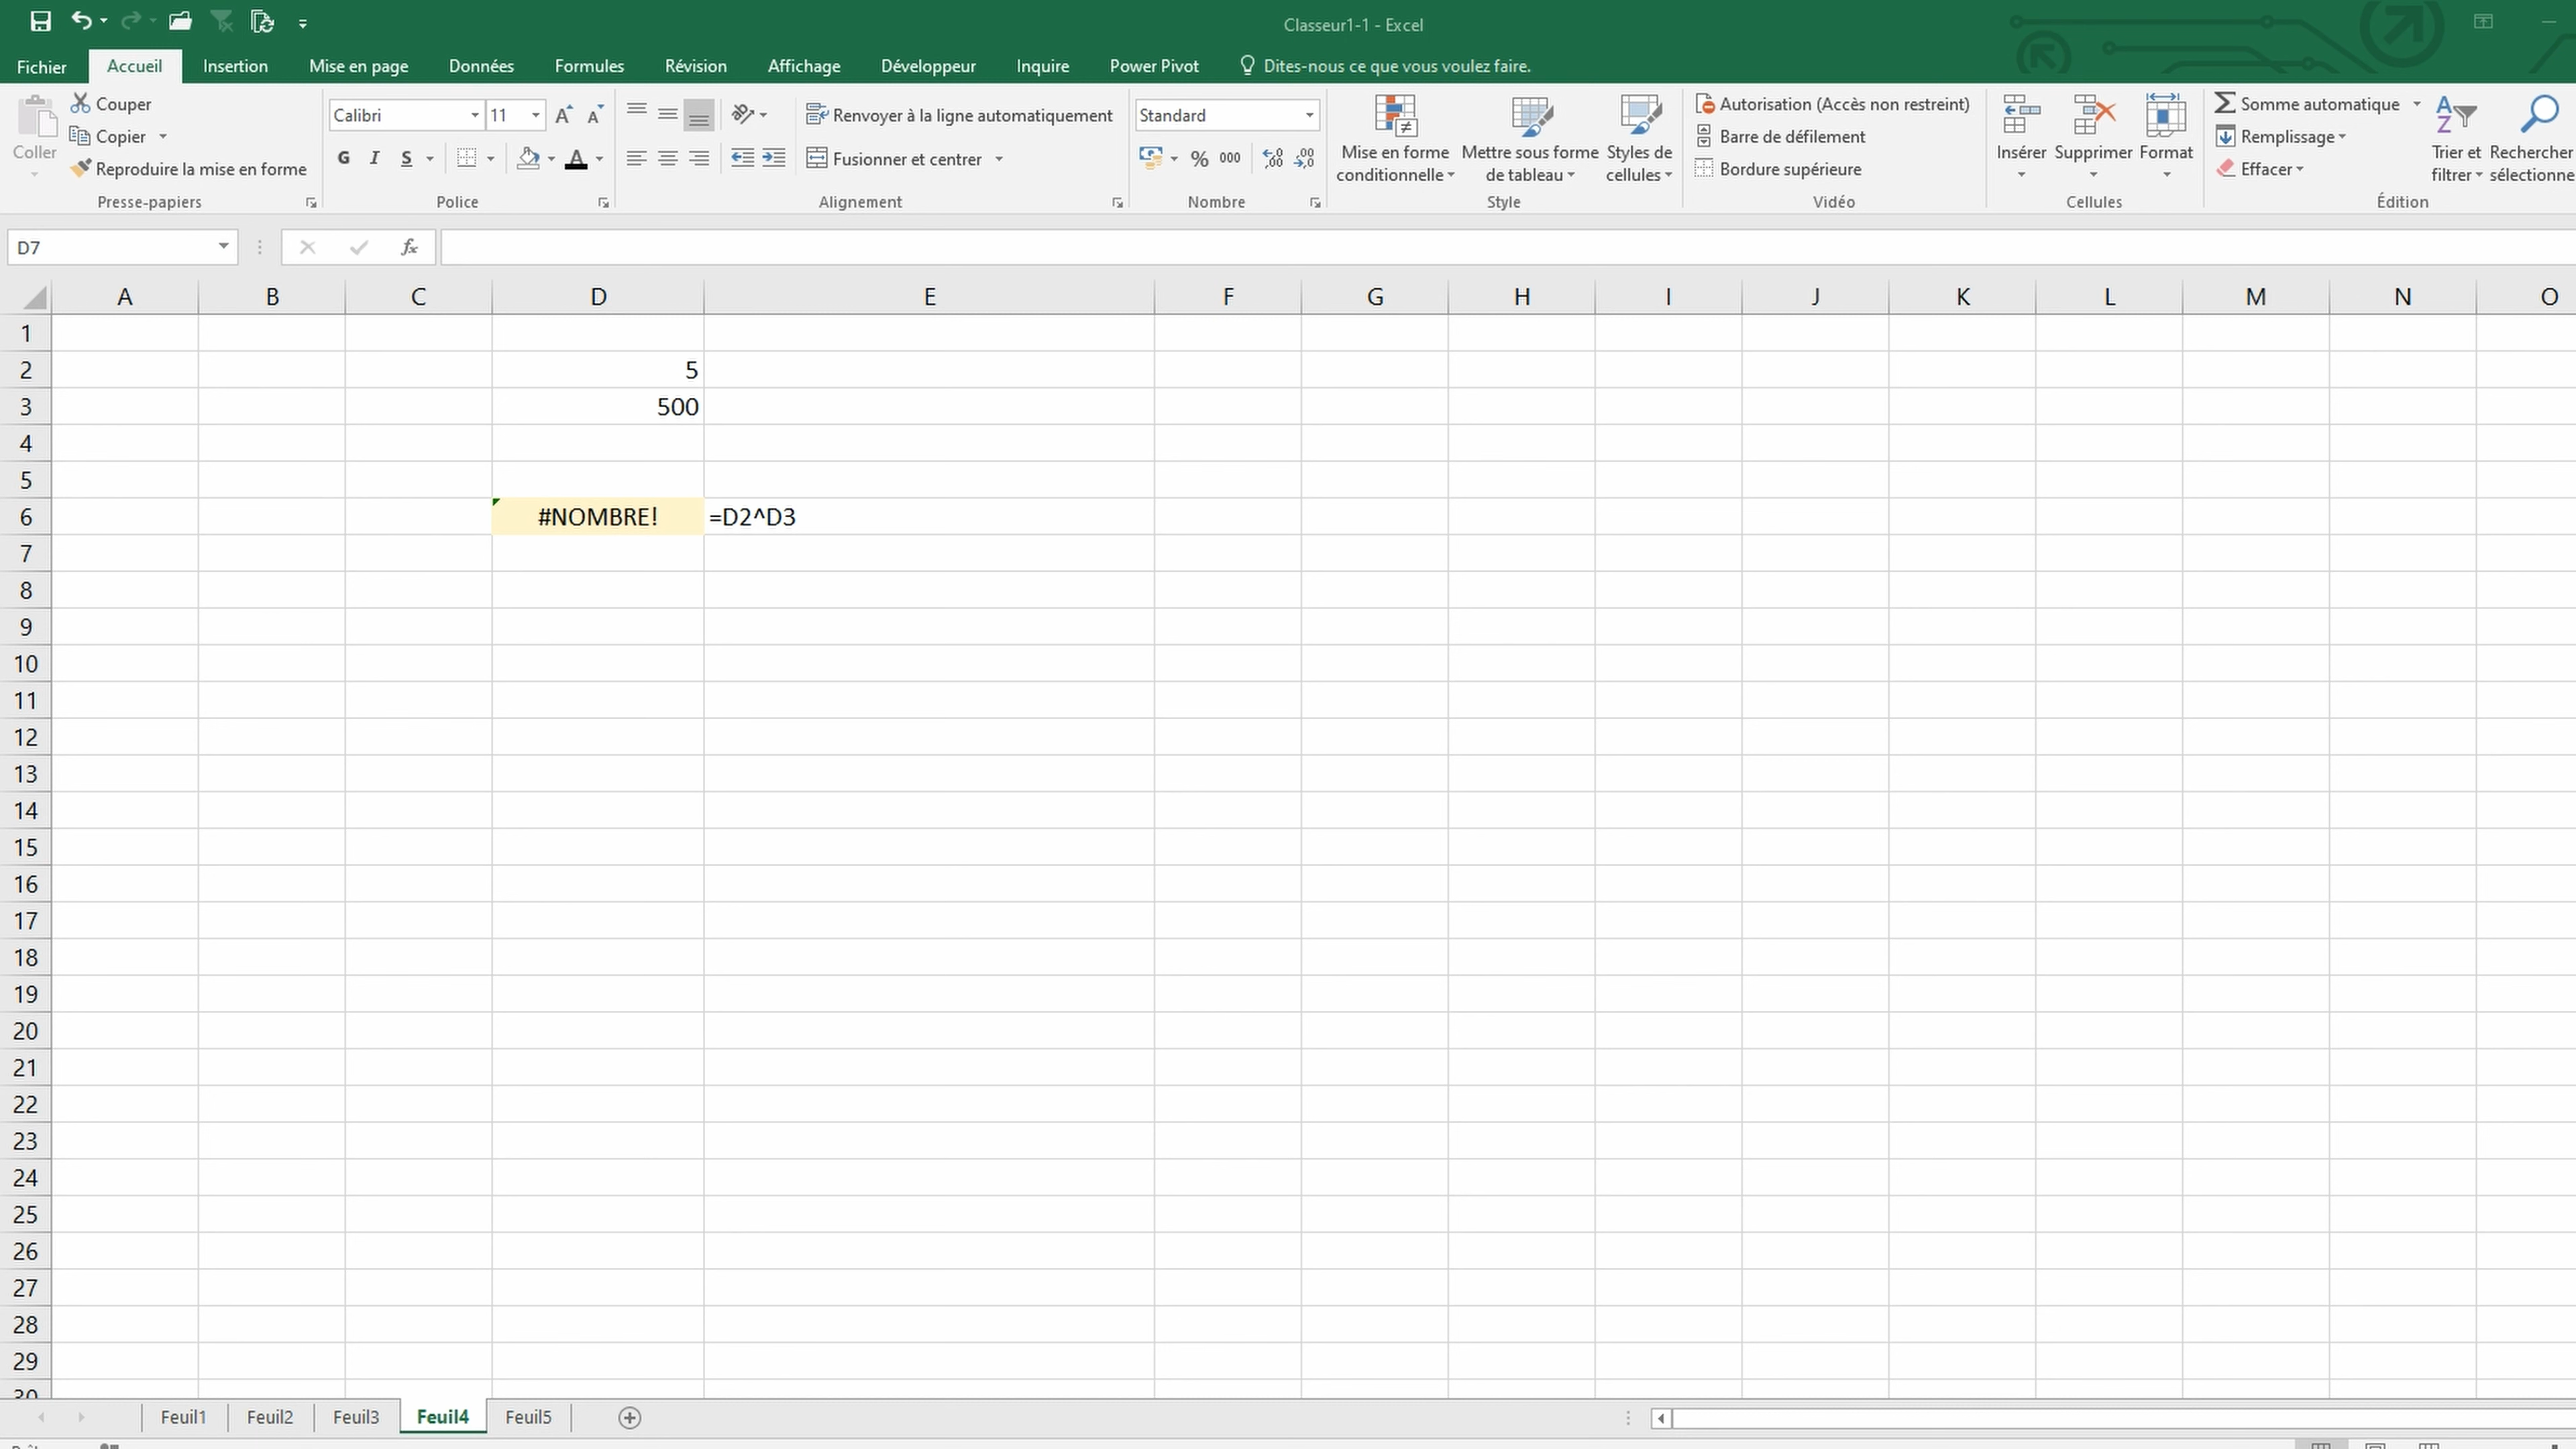 Classeur1-1 - Excel
Fichier Accueil Insertion Mise en page Données Formules Révision Affichage Développeur Inquire Power Pivot Dites-nous ce que vous voulez faire.
Coller
Couper
Copier
Reproduire la mise en forme
Presse-papiers
Calibri 11
G I S A
Police
Renvoyer à la ligne automatiquement
Fusionner et centrer
Alignement
Standard
% 000 ,00 ,00
Nombre
Mise en forme conditionnelle
Mettre sous forme de tableau
Styles de cellules
Style
Autorisation (Accès non restreint)
Barre de défilement
Bordure supérieure
Vidéo
Insérer Supprimer Format
Cellules
Somme automatique
Remplissage
Effacer
Trier et filtrer
Rechercher
sélectionne
Édition
D7 fx
A B C D E F G H I J K L M N O
1
2 5
3 500
4
5
6 #NOMBRE! =D2^D3
7
8
9
10
11
12
13
14
15
16
17
18
19
20
21
22
23
24
25
26
27
28
29
30
Feuil1 Feuil2 Feuil3 Feuil4 Feuil5